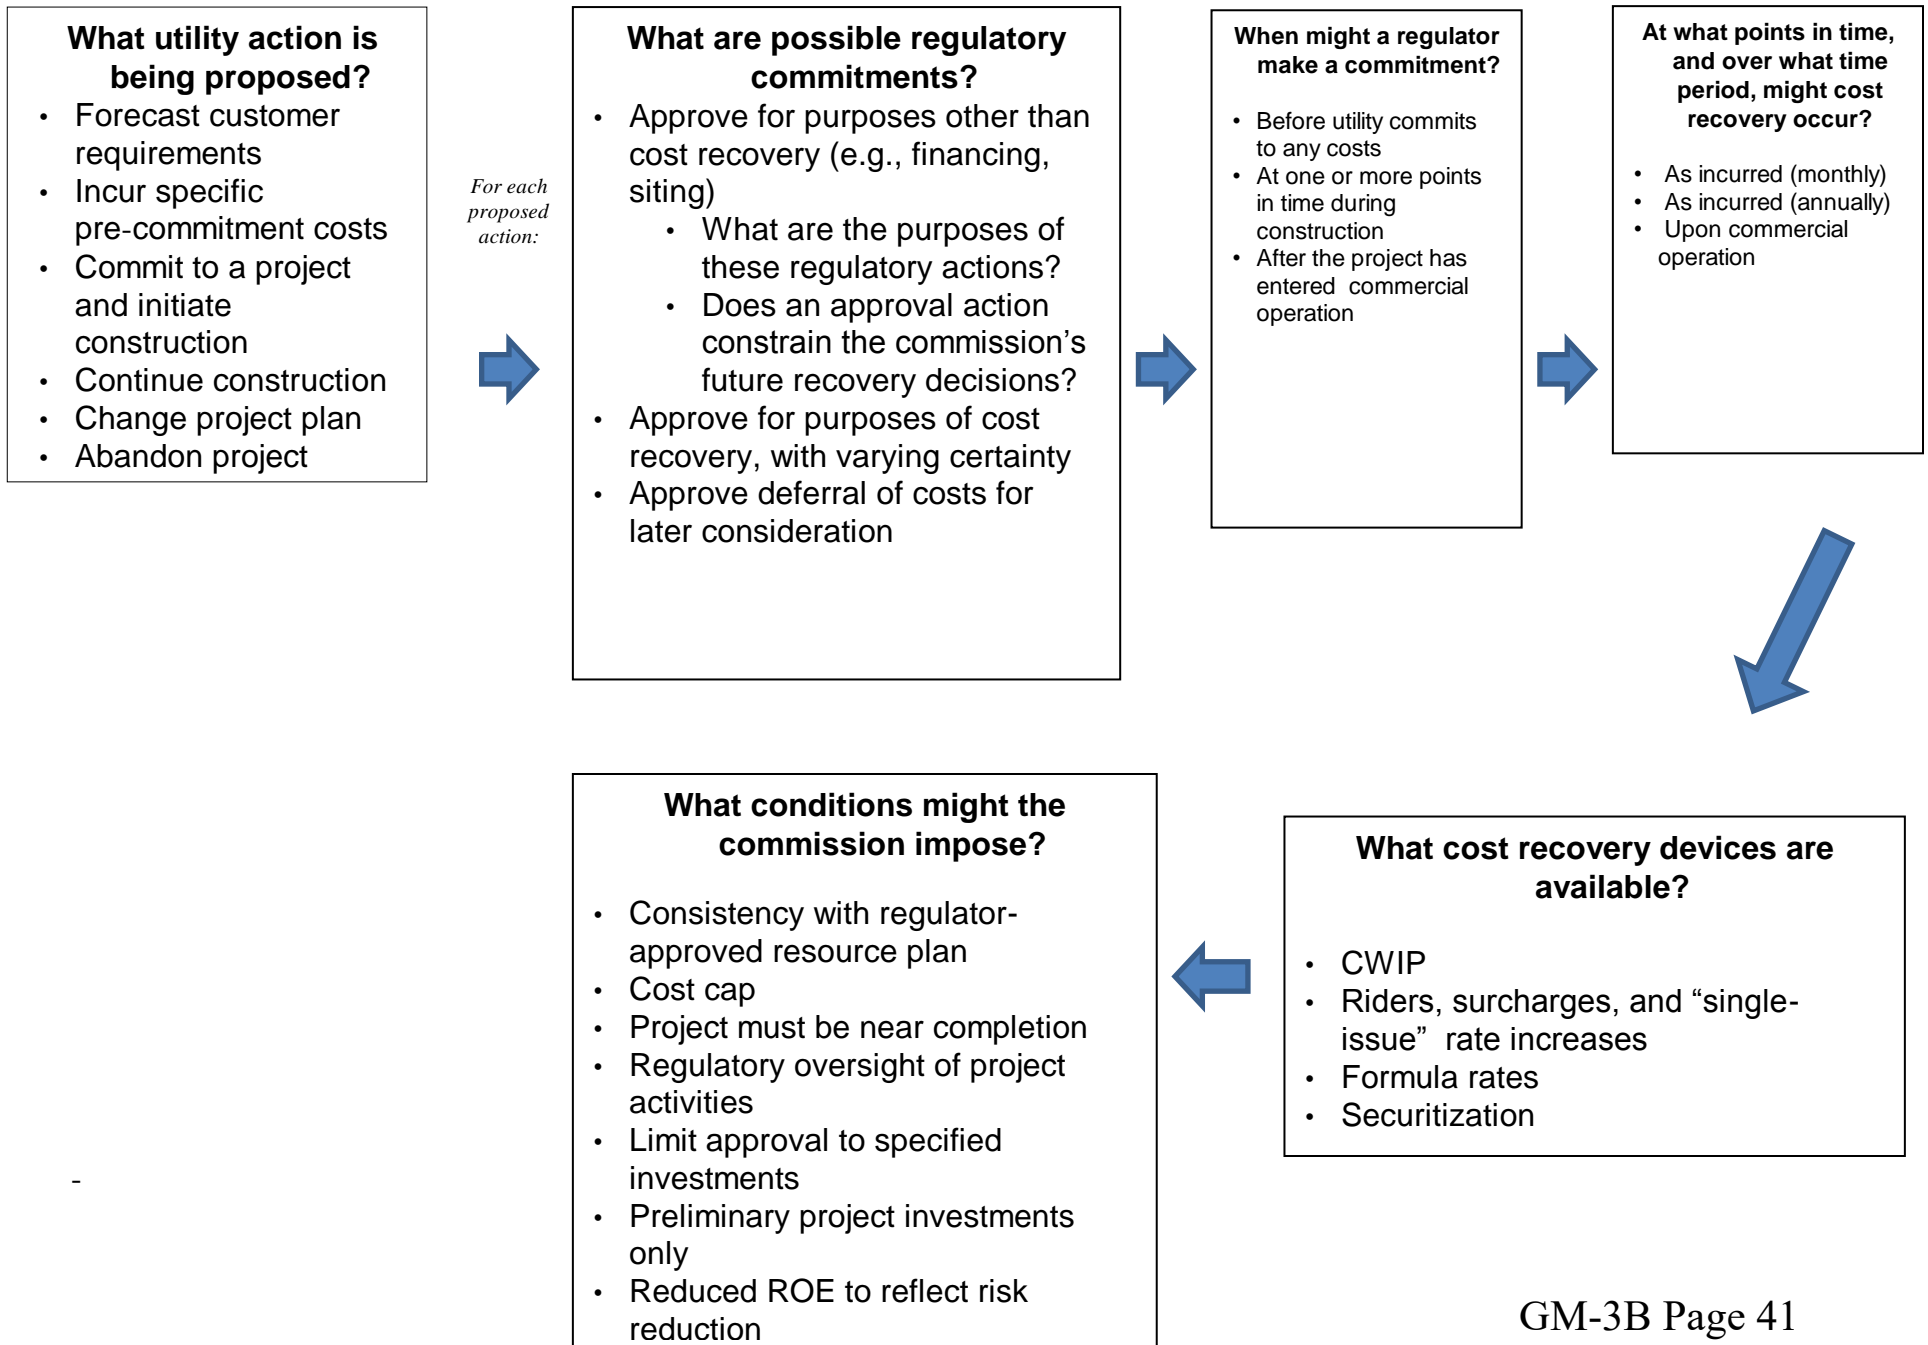 What utility action is
being proposed?
• Forecast customer
requirements
• Incur specific
pre-commitment costs
• Commit to a project
and initiate
construction
• Continue construction
• Change project plan
• Abandon project
For each
proposed
action:
What are possible regulatory
commitments?
• Approve for purposes other than
cost recovery (e.g., financing,
siting)
• What are the purposes of
these regulatory actions?
• Does an approval action
constrain the commission’s
future recovery decisions?
• Approve for purposes of cost
recovery, with varying certainty
• Approve deferral of costs for
later consideration
When might a regulator
make a commitment?
• Before utility commits
to any costs
• At one or more points
in time during
construction
• After the project has
entered commercial
operation
At what points in time,
and over what time
period, might cost
recovery occur?
• As incurred (monthly)
• As incurred (annually)
• Upon commercial
operation
What cost recovery devices are
available?
• CWIP
• Riders, surcharges, and “single-
issue” rate increases
• Formula rates
• Securitization
What conditions might the
commission impose?
• Consistency with regulator-
approved resource plan
• Cost cap
• Project must be near completion
• Regulatory oversight of project
activities
• Limit approval to specified
investments
• Preliminary project investments
only
• Reduced ROE to reflect risk
reduction
-
GM-3B Page 41